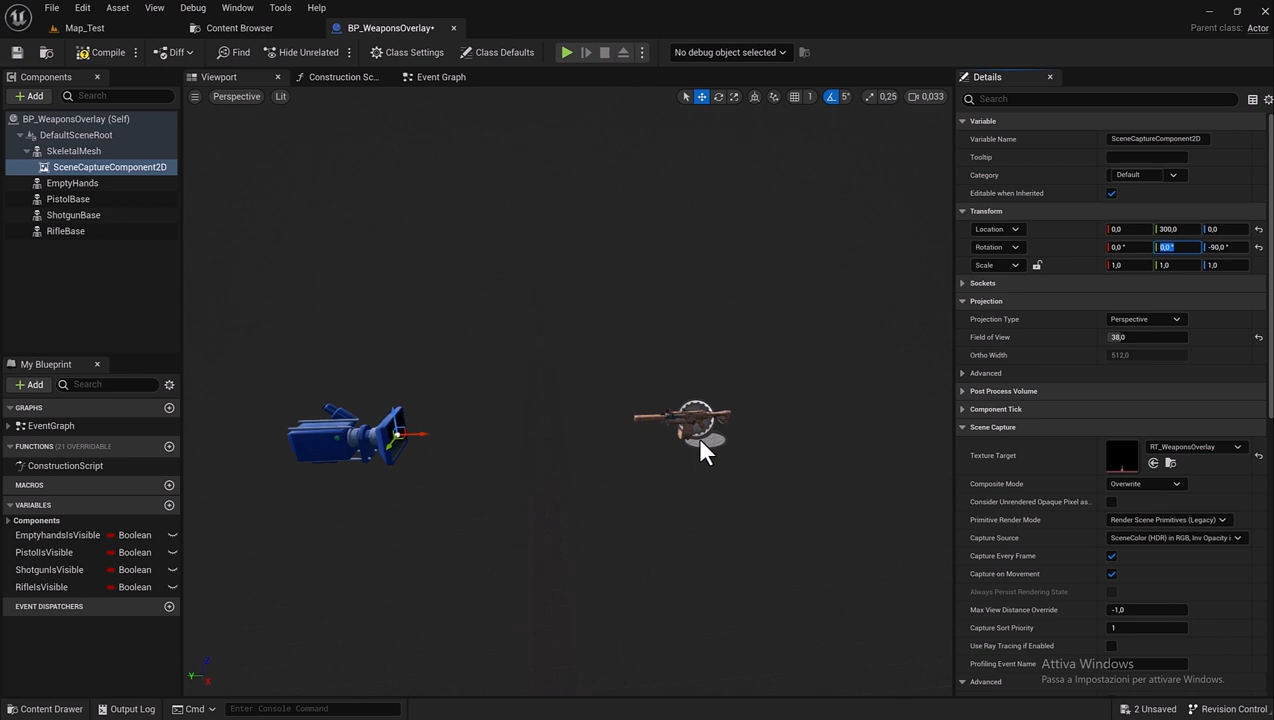 File Edit Asset View Debug Window Tools Help
Map_Test Content Browser BP_WeaponsOverlay*
Parent class: Actor
Compile Diff Find Hide Unrelated Class Settings Class Defaults No debug object selected
Components
Add Search
BP_WeaponsOverlay (Self)
DefaultSceneRoot
SkeletalMesh
SceneCaptureComponent2D
EmptyHands
PistolBase
ShotgunBase
RifleBase
My Blueprint
Add Search
GRAPHS
EventGraph
FUNCTIONS (21 OVERRIDABLE)
ConstructionScript
MACROS
VARIABLES
Components
EmptyhandsIsVisible Boolean
PistolIsVisible Boolean
ShotgunIsVisible Boolean
RifleIsVisible Boolean
EVENT DISPATCHERS
Viewport Construction Sc... Event Graph
Perspective Lit 1 5° 0,25 0,033
Z
Y
X
Details
Search
Variable
Variable Name SceneCaptureComponent2D
Tooltip
Category Default
Editable when Inherited
Transform
Location 0,0 300,0 0,0
Rotation 0,0 ° 0,0 ° -90,0 °
Scale 1,0 1,0 1,0
Sockets
Projection
Projection Type Perspective
Field of View 38,0
Ortho Width 512,0
Advanced
Post Process Volume
Component Tick
Scene Capture
Texture Target RT_WeaponsOverlay
Composite Mode Overwrite
Consider Unrendered Opaque Pixel as...
Primitive Render Mode Render Scene Primitives (Legacy)
Capture Source SceneColor (HDR) in RGB, Inv Opacity i
Capture Every Frame
Capture on Movement
Always Persist Rendering State
Max View Distance Override -1,0
Capture Sort Priority 1
Use Ray Tracing if Enabled
Profiling Event Name
Advanced
Attiva Windows
Passa a Impostazioni per attivare Windows.
Content Drawer Output Log Cmd Enter Console Command 2 Unsaved Revision Control